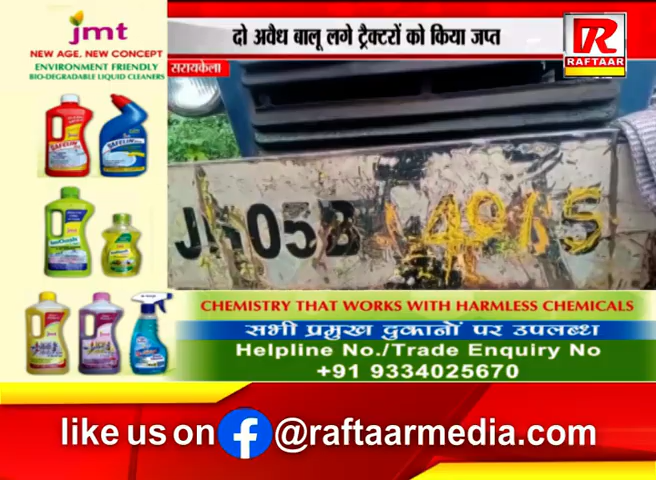 jmt
NEW AGE. NEW CONCEPT
ENVIRONMENT FRIENDLY
BIO-DEGRADABLE LIQUID CLEANERS
दो अवैध बालू लगे ट्रैक्टरों को किया जप्त
सरायकेला
R
RAFTAAR
JH05B 4965
CHEMISTRY THAT WORKS WITH HARMLESS CHEMICALS
सभी प्रमुख दुकानों पर उपलब्ध
Helpline No./Trade Enquiry No
+91 9334025670
like us on f @raftaarmedia.com